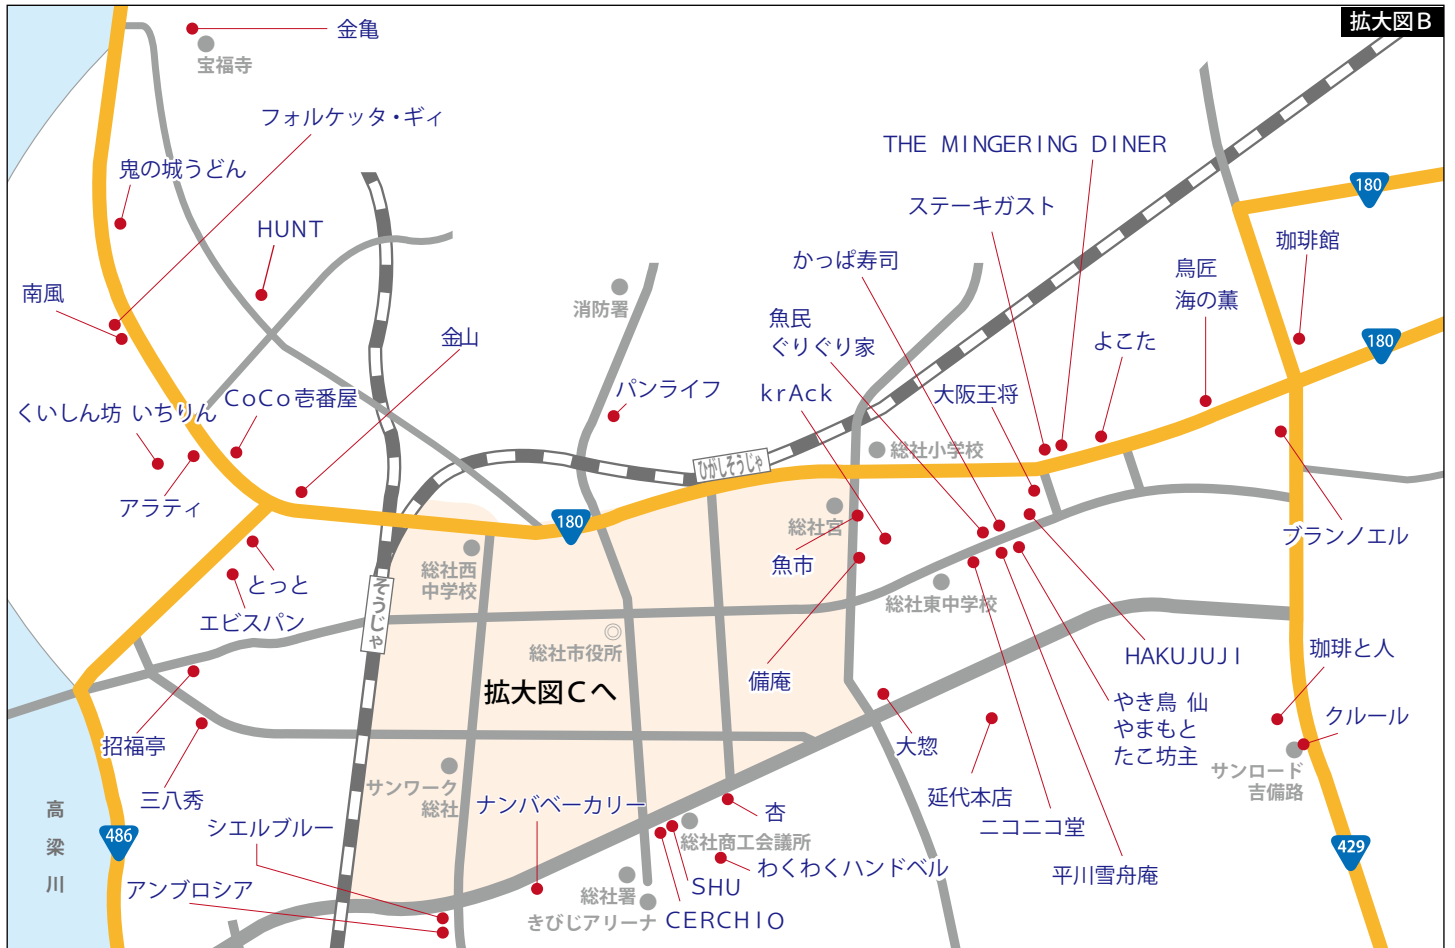 拡大図B
金亀
宝福寺
フォルケッタ・ギィ
鬼の城うどん
HUNT
南風
金山
くいしん坊 いちりん
CoCo壱番屋
アラティ
とっと
エビスパン
招福亭
三八秀
シエルブルー
アンブロシア
高
梁
川
486
消防署
パンライフ
180
ひがしそうじゃ
そうじゃ
総社西
中学校
総社市役所
拡大図Cへ
サンワーク
総社
ナンバベーカリー
総社署
きびじアリーナ
CERCHIO
SHU
わくわくハンドベル
総社商工会議所
杏
THE MINGERING DINER
ステーキガスト
かっぱ寿司
魚民
ぐりぐり家
krAck
大阪王将
総社小学校
総社宮
魚市
備庵
総社東中学校
よこた
鳥匠
海の薫
珈琲館
180
180
ブランノエル
HAKUJUJI
やき鳥 仙
やまもと
たこ坊主
大惣
延代本店
ニコニコ堂
平川雪舟庵
珈琲と人
クルール
サンロード
吉備路
429